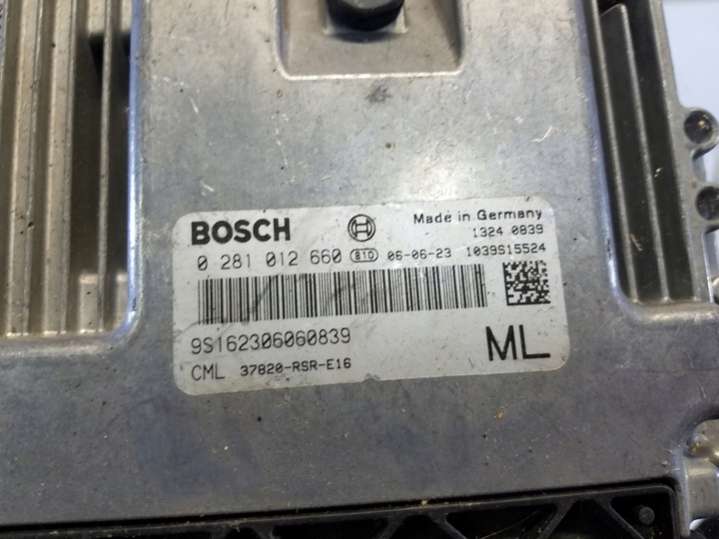 BOSCH
Made in Germany
1324 0839
0 281 012 660 810 06-06-23 1039S15524
9S162306060839
ML
CML 37820-RSR-E16